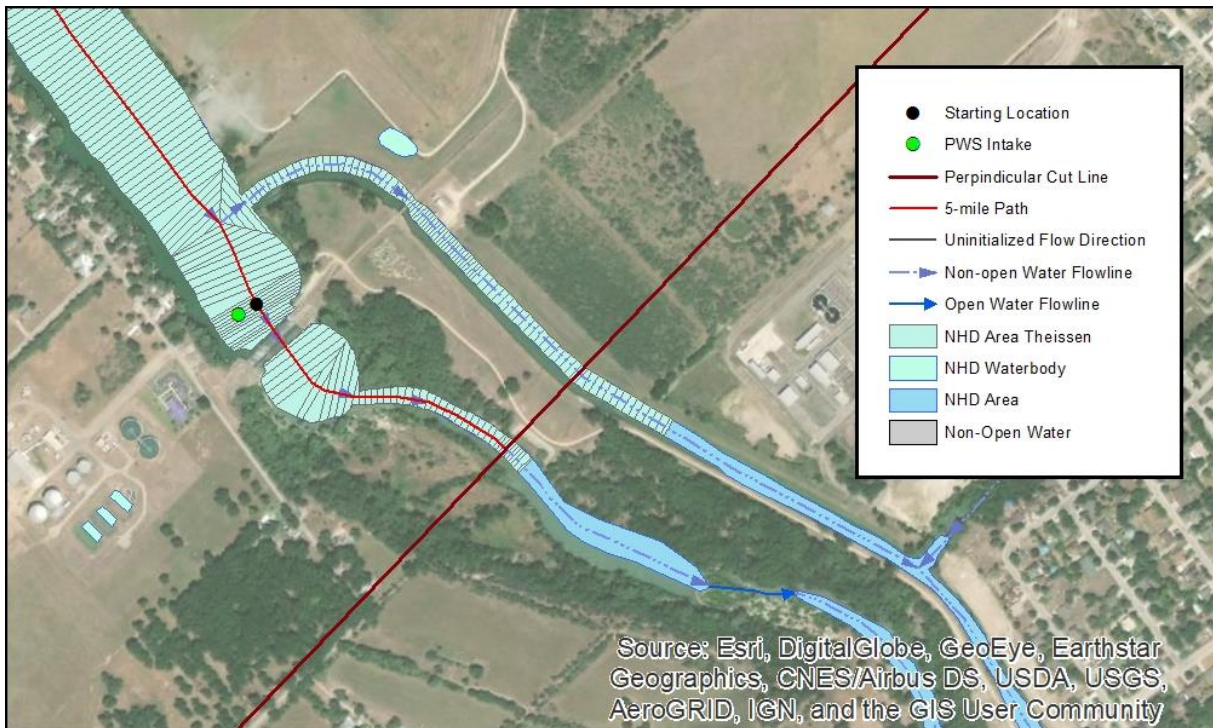 Starting Location
PWS Intake
Perpindicular Cut Line
5-mile Path
Uninitialized Flow Direction
Non-open Water Flowline
Open Water Flowline
NHD Area Theissen
NHD Waterbody
NHD Area
Non-Open Water
Source: Esri, DigitalGlobe, GeoEye, Earthstar
Geographics, CNES/Airbus DS, USDA, USGS,
AeroGRID, IGN, and the GIS User Community